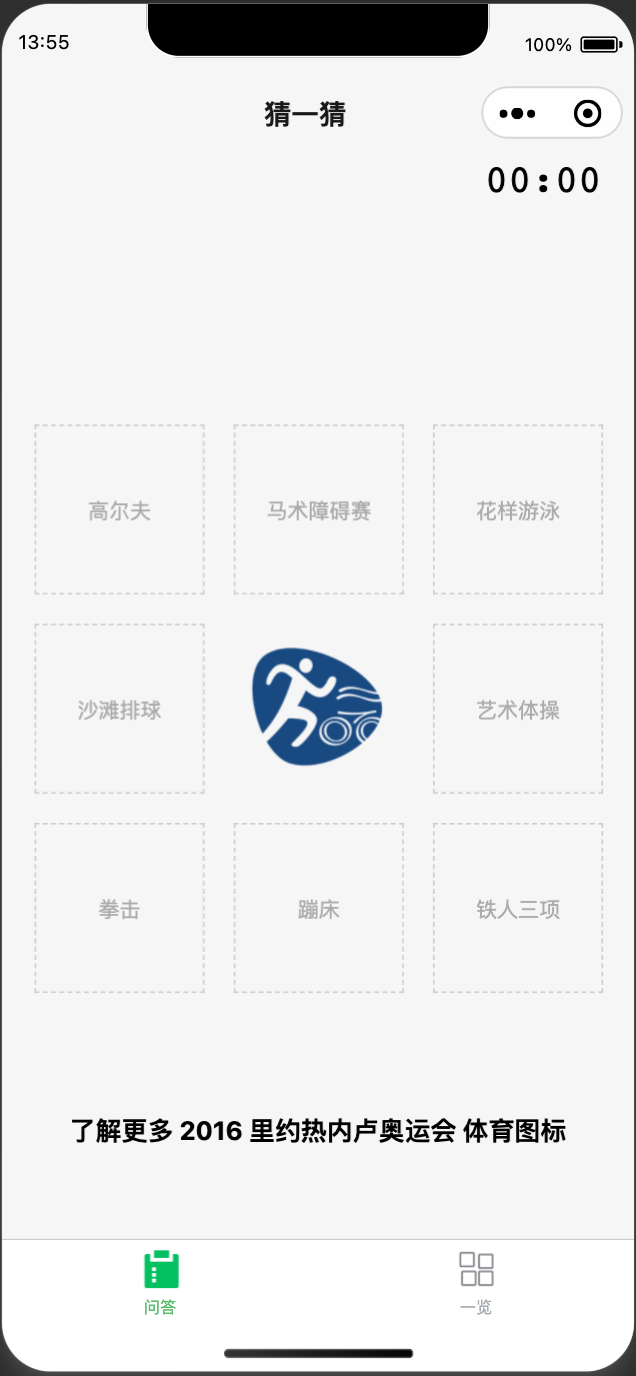 13:55
100%
猜一猜
00:00
高尔夫
马术障碍赛
花样游泳
沙滩排球
艺术体操
拳击
蹦床
铁人三项
了解更多 2016 里约热内卢奥运会 体育图标
问答
一览